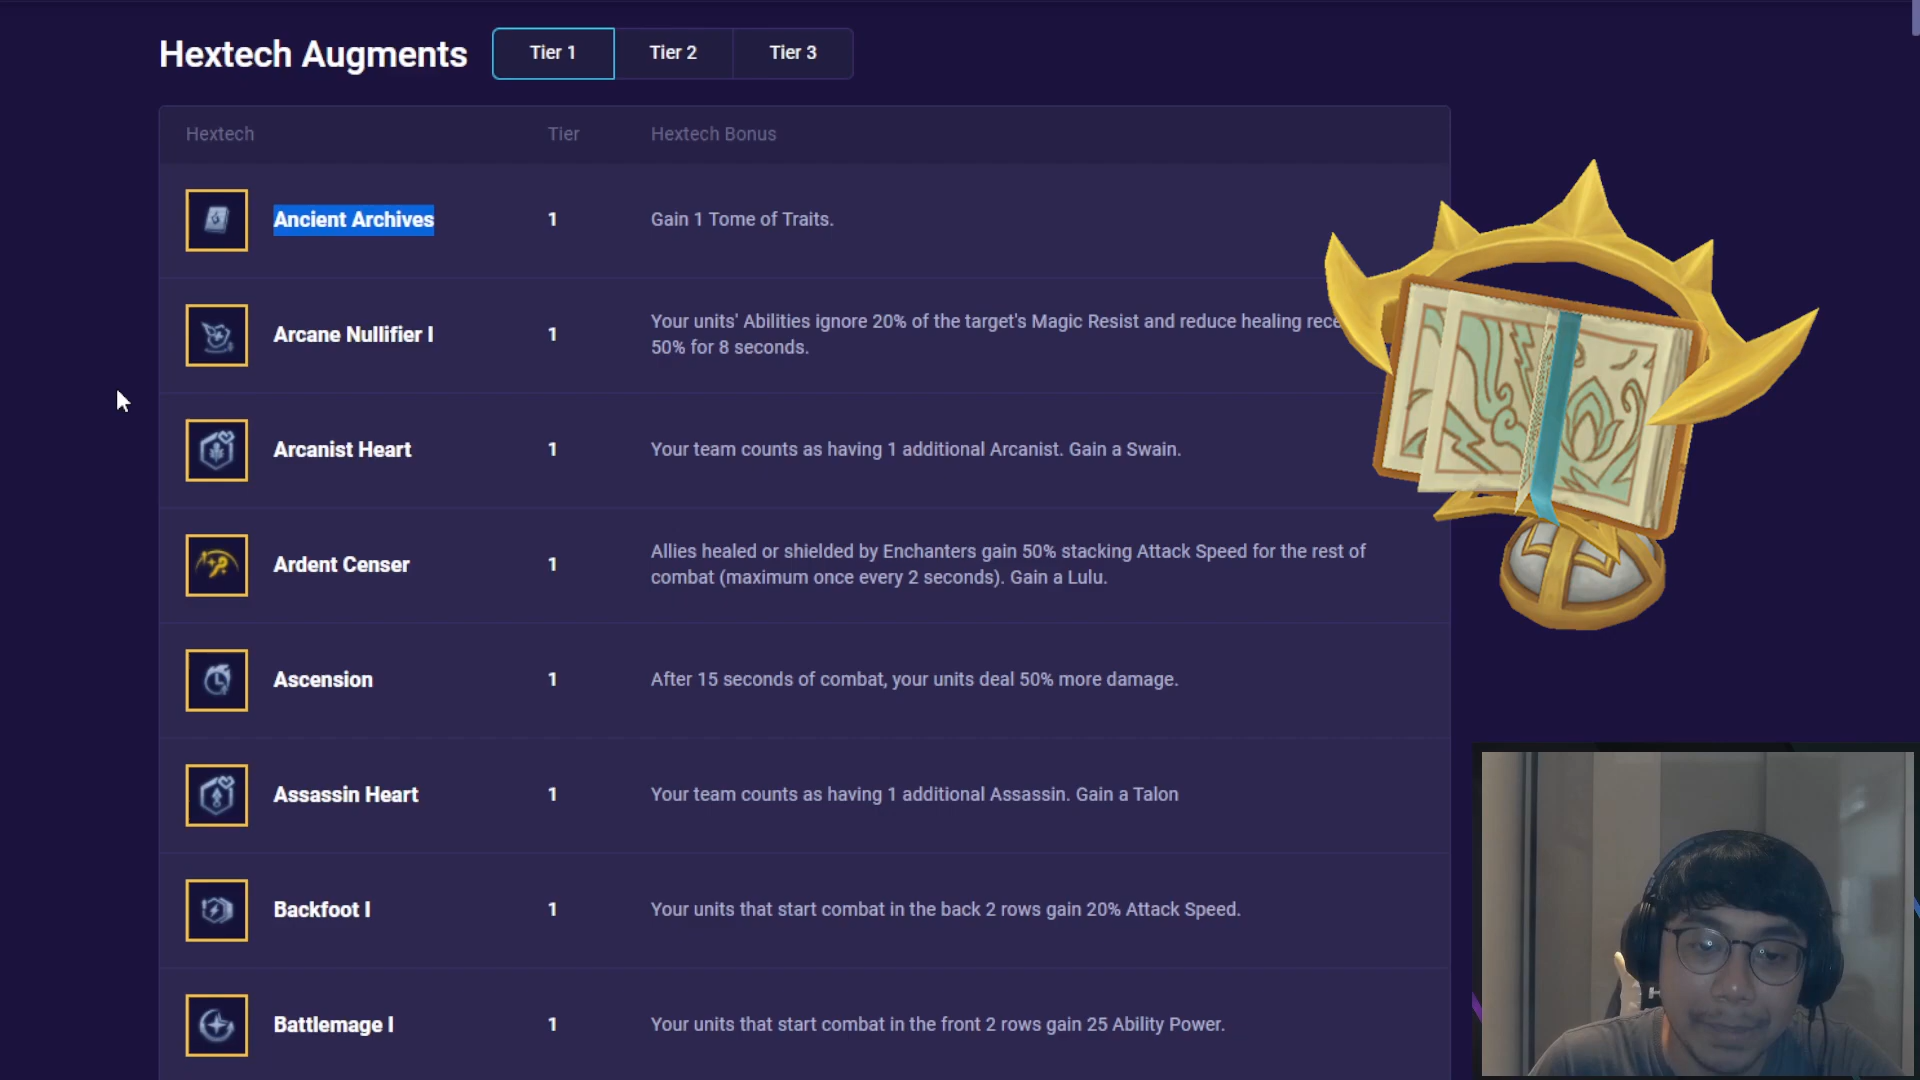 Hextech Augments
Tier 1
Tier 2
Tier 3
Hextech
Tier
Hextech Bonus
Ancient Archives
1
Gain 1 Tome of Traits.
Arcane Nullifier I
1
Your units' Abilities ignore 20% of the target's Magic Resist and reduce healing
50% for 8 seconds.
Arcanist Heart
1
Your team counts as having 1 additional Arcanist. Gain a Swain.
Ardent Censer
1
Allies healed or shielded by Enchanters gain 50% stacking Attack Speed for the rest of
combat (maximum once every 2 seconds). Gain a Lulu.
Ascension
1
After 15 seconds of combat, your units deal 50% more damage.
Assassin Heart
1
Your team counts as having 1 additional Assassin. Gain a Talon
Backfoot I
1
Your units that start combat in the back 2 rows gain 20% Attack Speed.
Battlemage I
1
Your units that start combat in the front 2 rows gain 25 Ability Power.